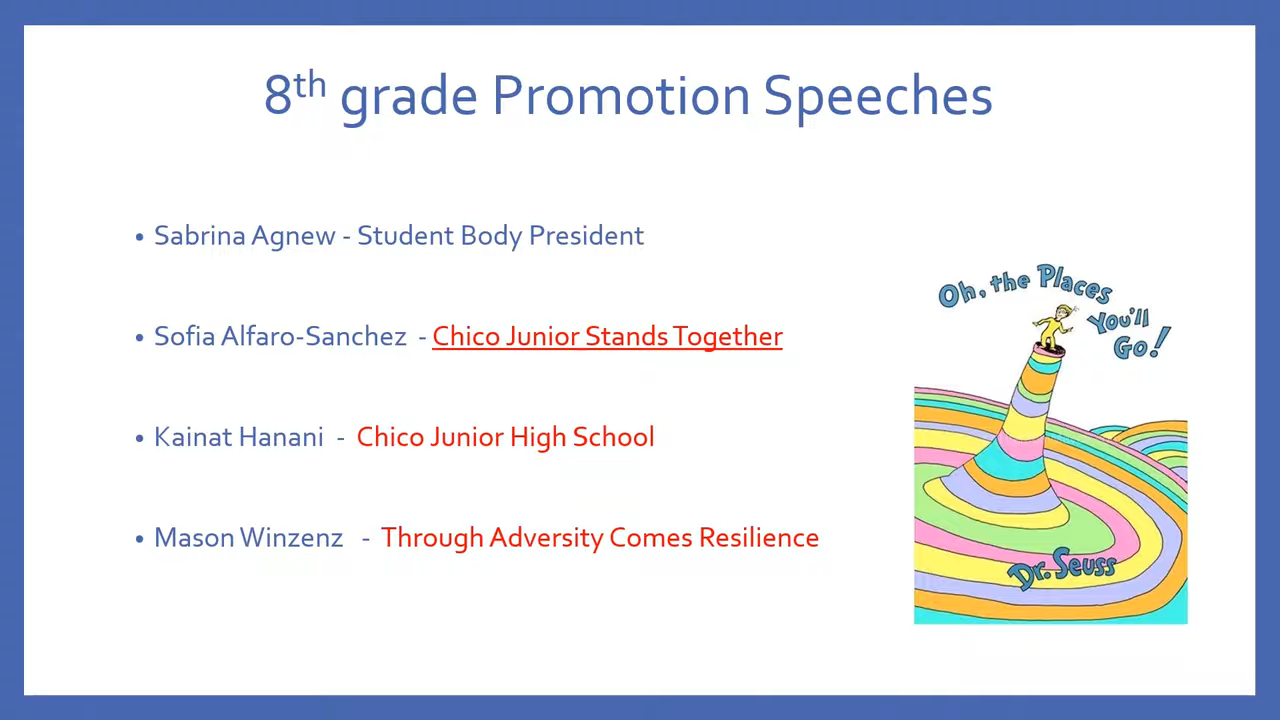 8th grade Promotion Speeches
• Sabrina Agnew - Student Body President
• Sofia Alfaro-Sanchez - Chico Junior Stands Together
• Kainat Hanani - Chico Junior High School
• Mason Winzenz - Through Adversity Comes Resilience
Oh, the Places
You'll
Go!
Dr. Seuss